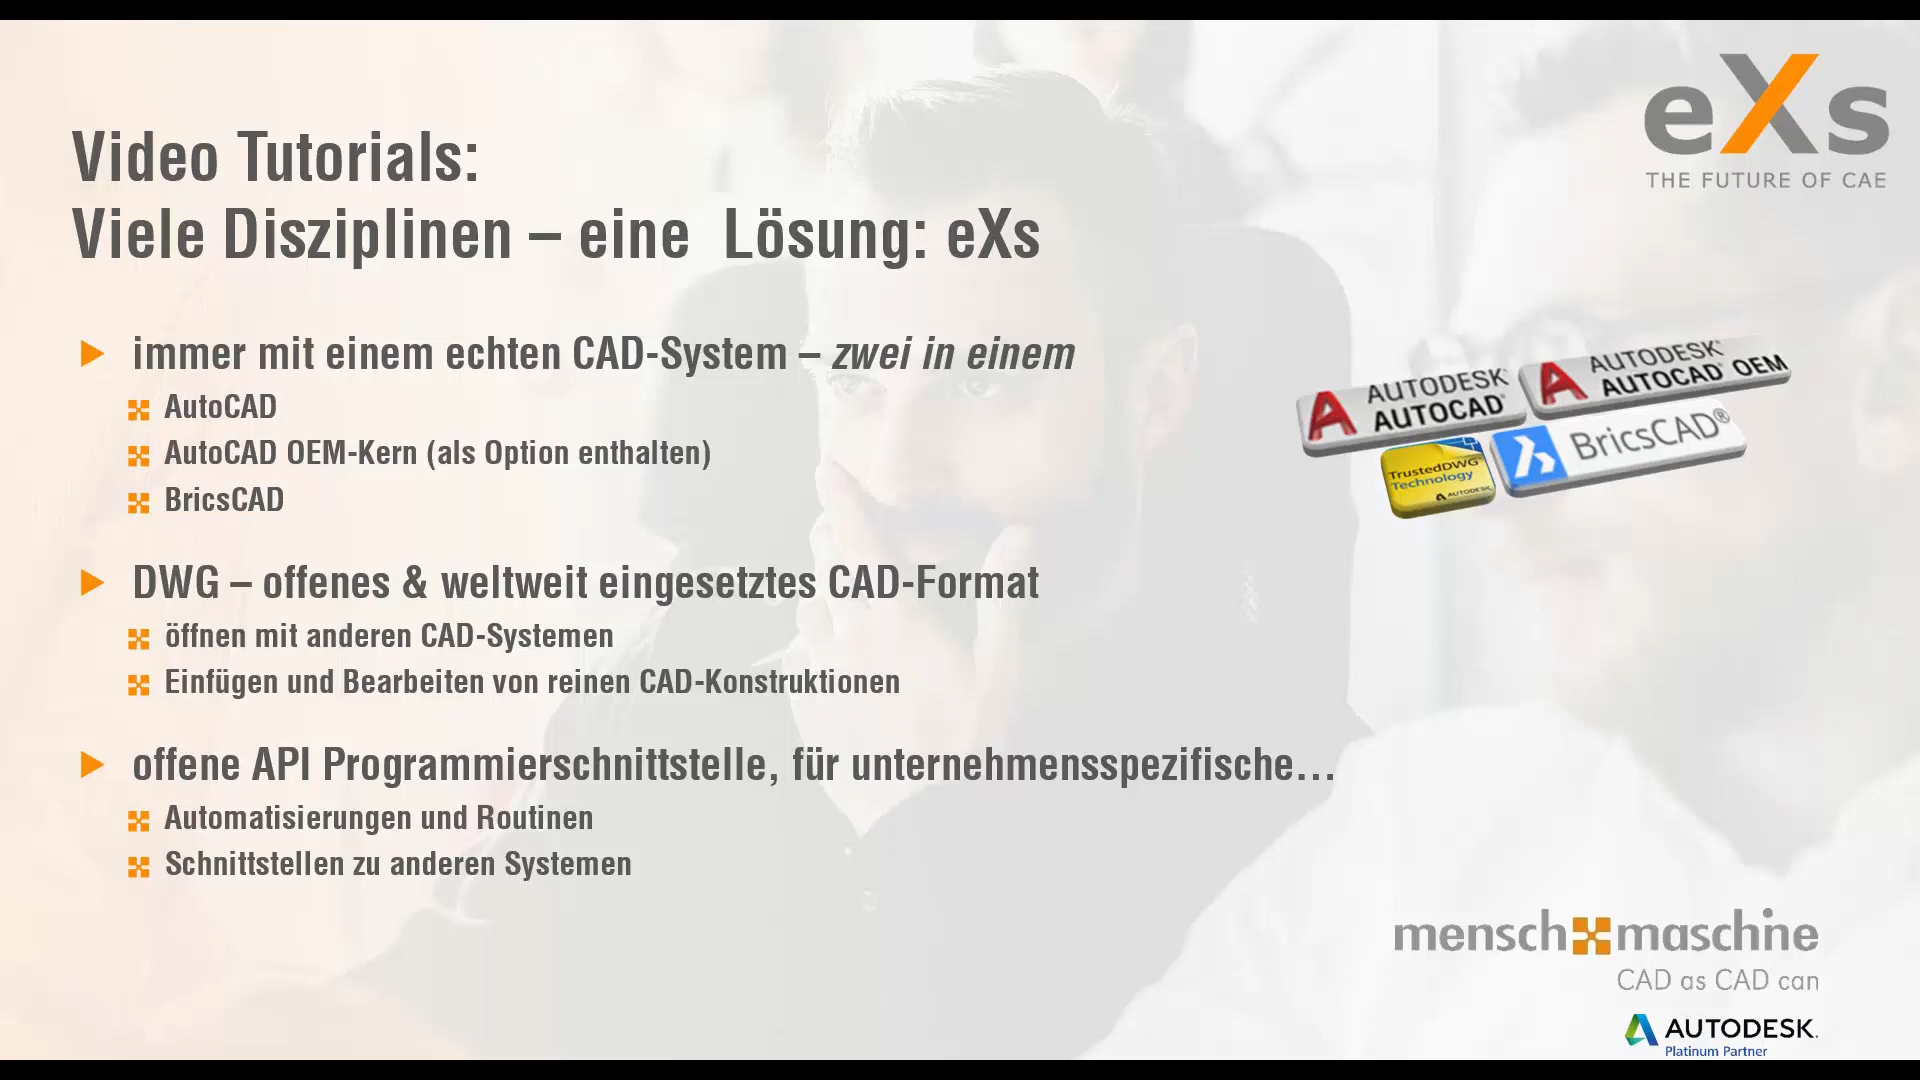 eXs
THE FUTURE OF CAE
Video Tutorials:
Viele Disziplinen – eine Lösung: eXs
immer mit einem echten CAD-System – zwei in einem
AutoCAD
AutoCAD OEM-Kern (als Option enthalten)
BricsCAD
AUTODESK
AUTOCAD
AUTODESK
AUTOCAD OEM
TrustedDWG
Technology
AUTODESK
BricsCAD®
DWG – offenes & weltweit eingesetztes CAD-Format
öffnen mit anderen CAD-Systemen
Einfügen und Bearbeiten von reinen CAD-Konstruktionen
offene API Programmierschnittstelle, für unternehmensspezifische…
Automatisierungen und Routinen
Schnittstellen zu anderen Systemen
mensch maschine
CAD as CAD can
AUTODESK.
Platinum Partner